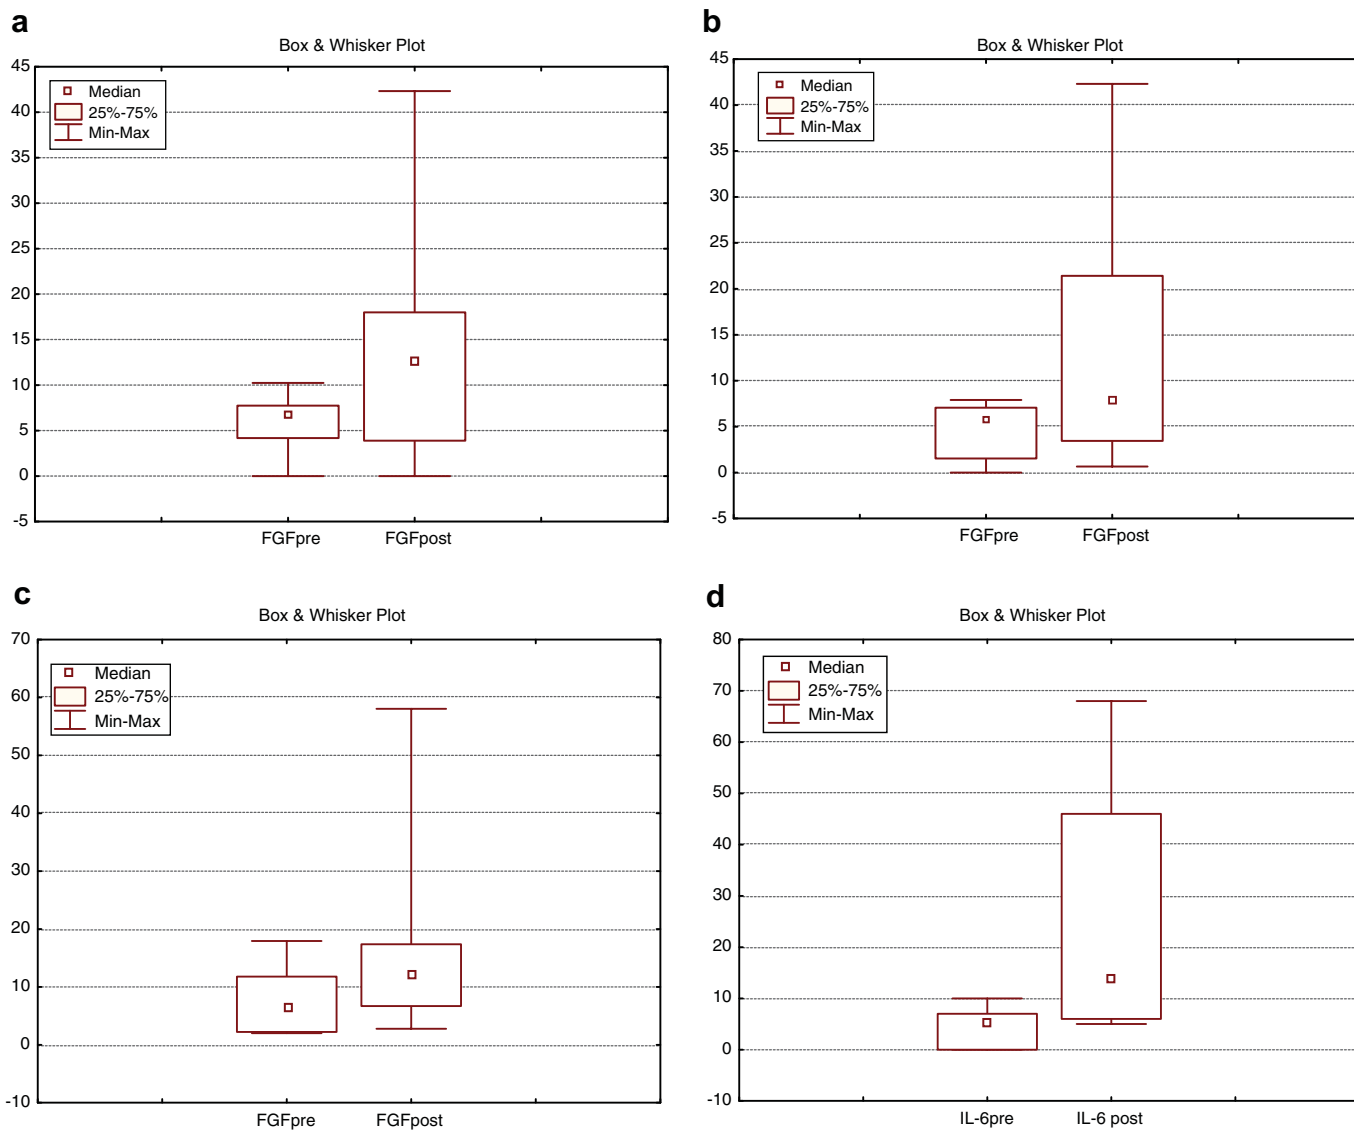 a
Box & Whisker Plot
45
40
35
30
25
20
15
10
5
0
-5
Median
25%-75%
Min-Max
FGFpre FGFpost
b
Box & Whisker Plot
45
40
35
30
25
20
15
10
5
0
-5
Median
25%-75%
Min-Max
FGFpre FGFpost
c
Box & Whisker Plot
70
60
50
40
30
20
10
0
-10
Median
25%-75%
Min-Max
FGFpre FGFpost
d
Box & Whisker Plot
80
70
60
50
40
30
20
10
0
-10
Median
25%-75%
Min-Max
IL-6pre IL-6 post